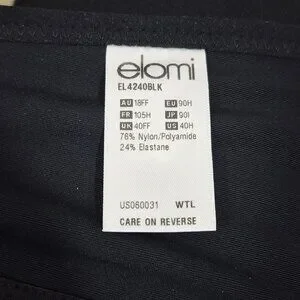 elomi
EL4240BLK
AU 18FF EU 90H
FR 105H JP 90I
UK 40FF US 40H
76% Nylon/Polyamide
24% Elastane
US060031 WTL
CARE ON REVERSE